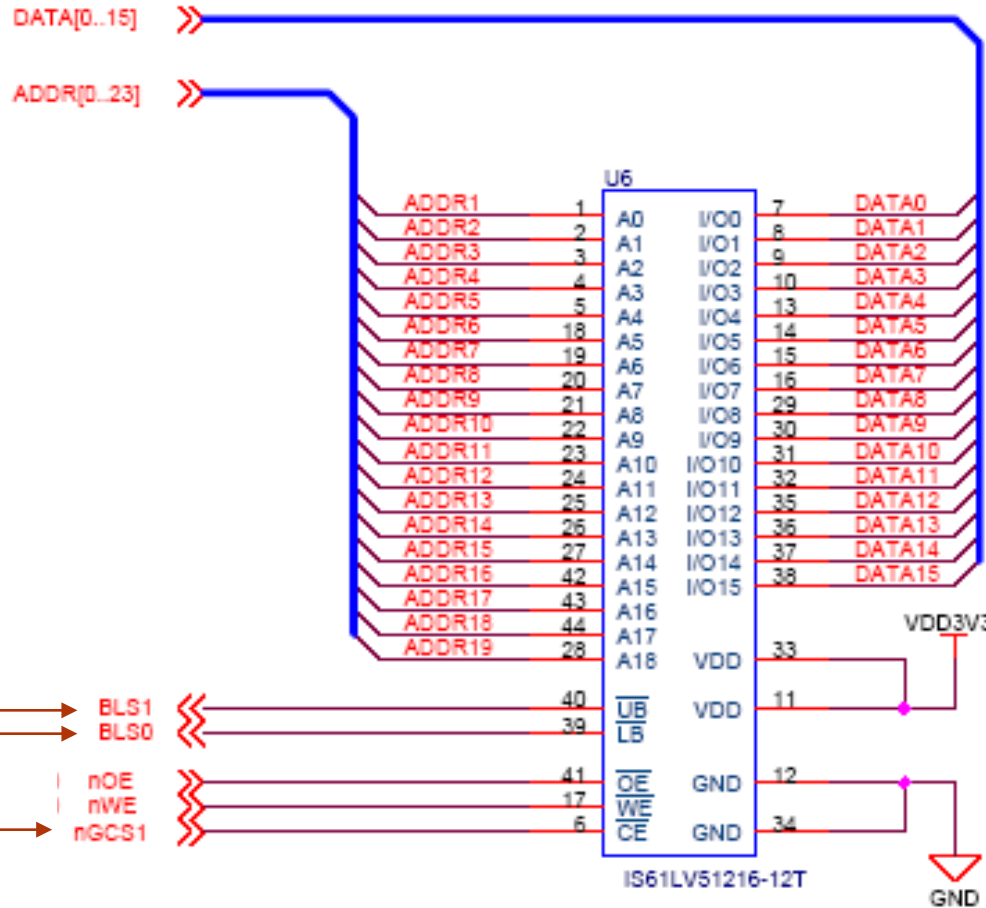 DATA[0..15]
ADDR[0..23]
U6
ADDR1 1 A0 I/O0 7 DATA0
ADDR2 2 A1 I/O1 8 DATA1
ADDR3 3 A2 I/O2 9 DATA2
ADDR4 4 A3 I/O3 10 DATA3
ADDR5 5 A4 I/O4 13 DATA4
ADDR6 18 A5 I/O5 14 DATA5
ADDR7 19 A6 I/O6 15 DATA6
ADDR8 20 A7 I/O7 16 DATA7
ADDR9 21 A8 I/O8 29 DATA8
ADDR10 22 A9 I/O9 30 DATA9
ADDR11 23 A10 I/O10 31 DATA10
ADDR12 24 A11 I/O11 32 DATA11
ADDR13 25 A12 I/O12 35 DATA12
ADDR14 26 A13 I/O13 36 DATA13
ADDR15 27 A14 I/O14 37 DATA14
ADDR16 42 A15 I/O15 38 DATA15
ADDR17 43 A16
ADDR18 44 A17
VDD3V3
ADDR19 28 A18 VDD 33
BLS1 40 UB VDD 11
BLS0 39 LB
nOE 41 OE GND 12
nWE 17 WE
nGCS1 6 CE GND 34
IS61LV51216-12T
GND